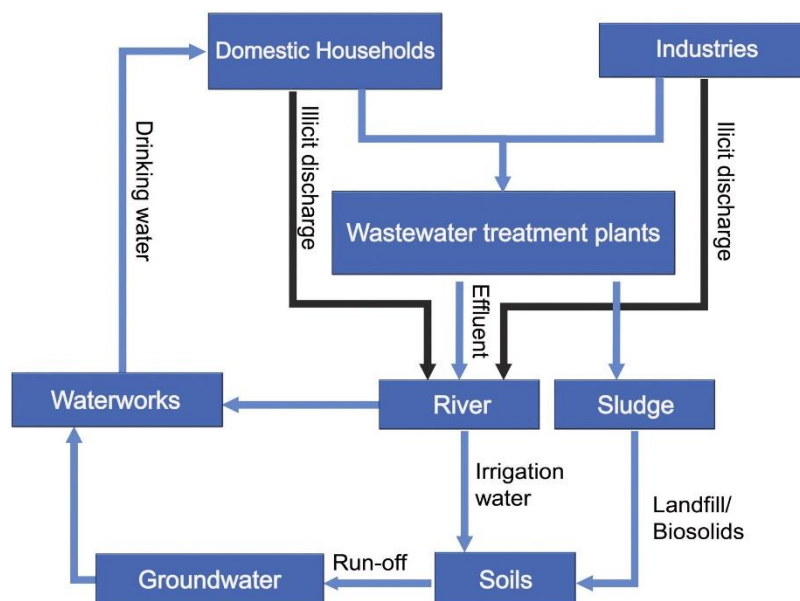 Domestic Households
Industries
Drinking water
Illicit discharge
Ilicit discharge
Wastewater treatment plants
Effluent
Waterworks
River
Sludge
Irrigation
water
Landfill/
Biosolids
Groundwater
Run-off
Soils